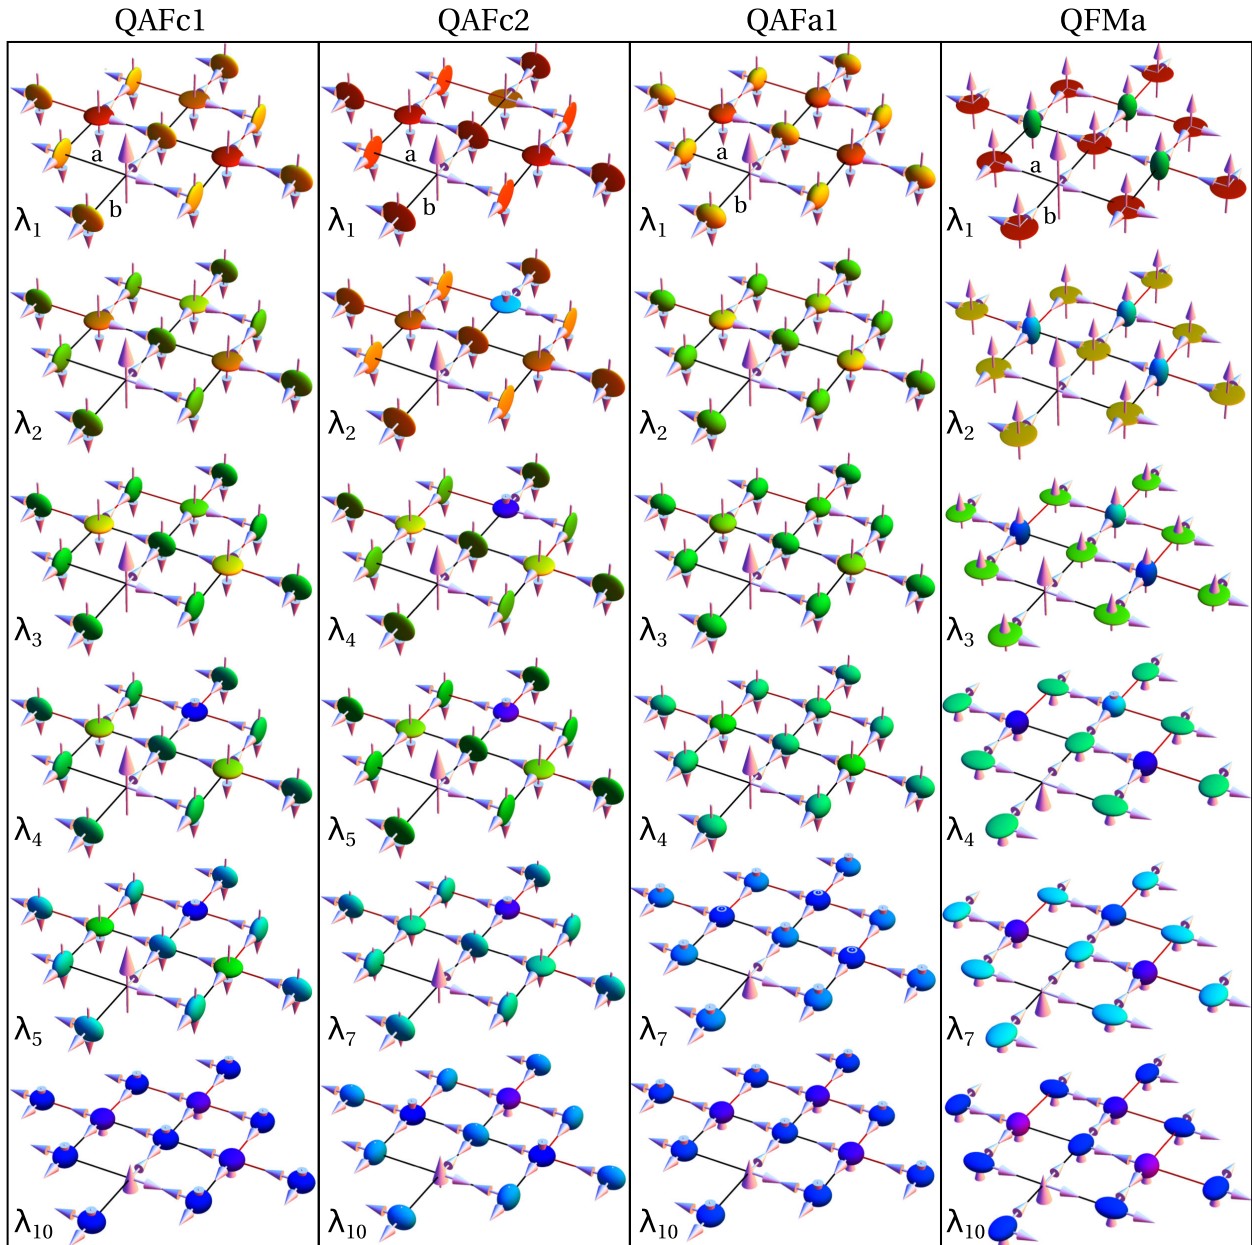 QAFc1 QAFc2 QAFa1 QFMa
a a a a
b b b b
λ1 λ1 λ1 λ1
λ2 λ2 λ2 λ2
λ3 λ4 λ3 λ3
λ4 λ5 λ4 λ4
λ5 λ7 λ7 λ7
λ10 λ10 λ10 λ10